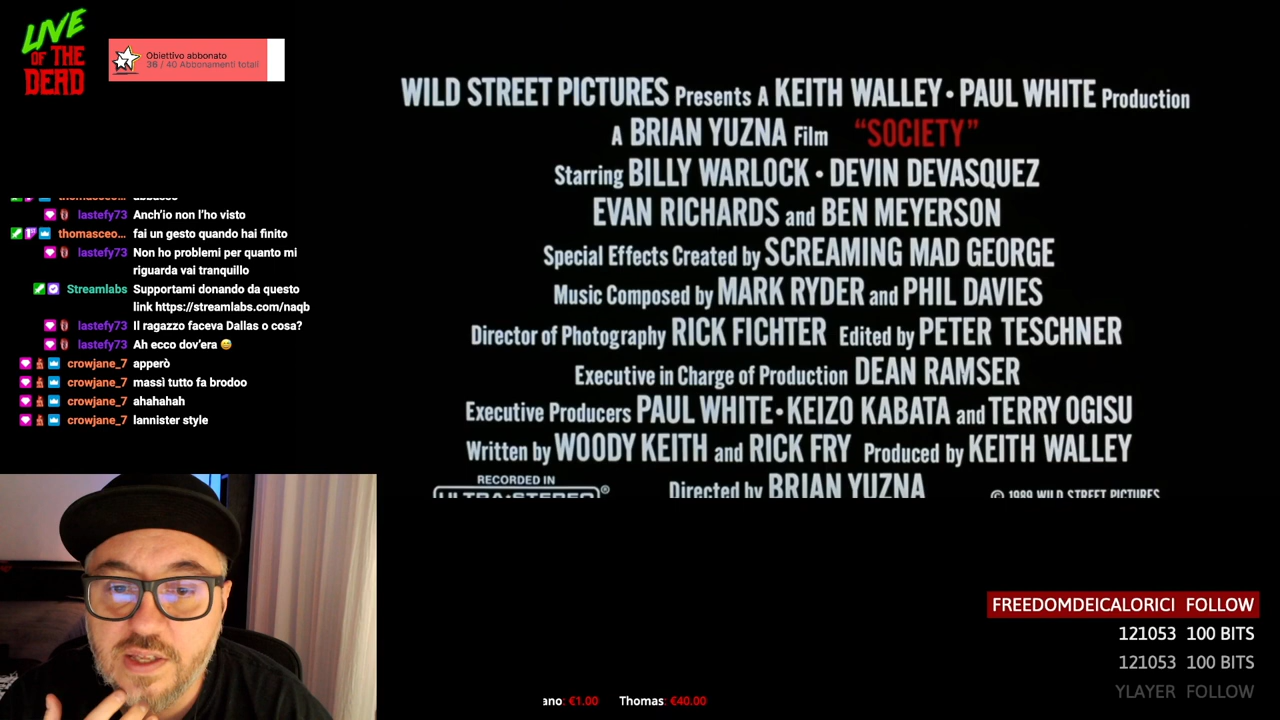 LIVE
OF THE
DEAD
Obiettivo abbonato
36 / 40 Abbonamenti totali
lastefy73 Anch'io non l'ho visto
thomasceo... fai un gesto quando hai finito
lastefy73 Non ho problemi per quanto mi
riguarda vai tranquillo
Streamlabs Supportami donando da questo
link https://streamlabs.com/naqb
lastefy73 Il ragazzo faceva Dallas o cosa?
lastefy73 Ah ecco dov'era 😅
crowjane_7 apperò
crowjane_7 massì tutto fa brodoo
crowjane_7 ahahahah
crowjane_7 lannister style
WILD STREET PICTURES Presents A KEITH WALLEY • PAUL WHITE Production
A BRIAN YUZNA Film "SOCIETY"
Starring BILLY WARLOCK • DEVIN DEVASQUEZ
EVAN RICHARDS and BEN MEYERSON
Special Effects Created by SCREAMING MAD GEORGE
Music Composed by MARK RYDER and PHIL DAVIES
Director of Photography RICK FICHTER Edited by PETER TESCHNER
Executive in Charge of Production DEAN RAMSER
Executive Producers PAUL WHITE • KEIZO KABATA and TERRY OGISU
Written by WOODY KEITH and RICK FRY Produced by KEITH WALLEY
RECORDED IN
ULTRA•STEREO® Directed by BRIAN YUZNA © 1989 WILD STREET PICTURES
FREEDOMDEICALORICI FOLLOW
121053 100 BITS
121053 100 BITS
YLAYER FOLLOW
ano: €1.00 Thomas: €40.00